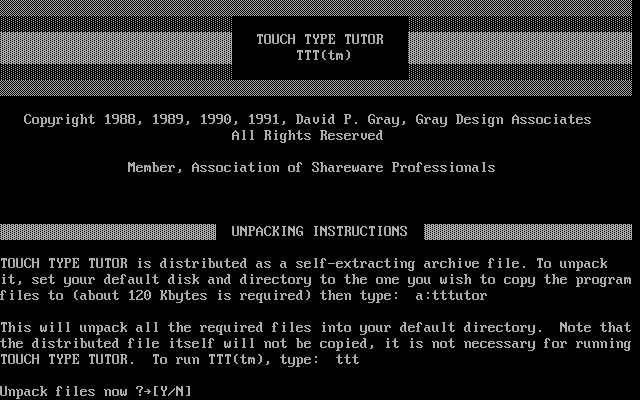 TOUCH TYPE TUTOR
TTT(tm)
Copyright 1988, 1989, 1990, 1991, David P. Gray, Gray Design Associates
All Rights Reserved
Member, Association of Shareware Professionals
UNPACKING INSTRUCTIONS
TOUCH TYPE TUTOR is distributed as a self-extracting archive file. To unpack
it, set your default disk and directory to the one you wish to copy the program
files to (about 120 Kbytes is required) then type:  a:tttutor
This will unpack all the required files into your default directory.  Note that
the distributed file itself will not be copied, it is not necessary for running
TOUCH TYPE TUTOR.  To run TTT(tm), type:  ttt
Unpack files now ?→[Y/N]